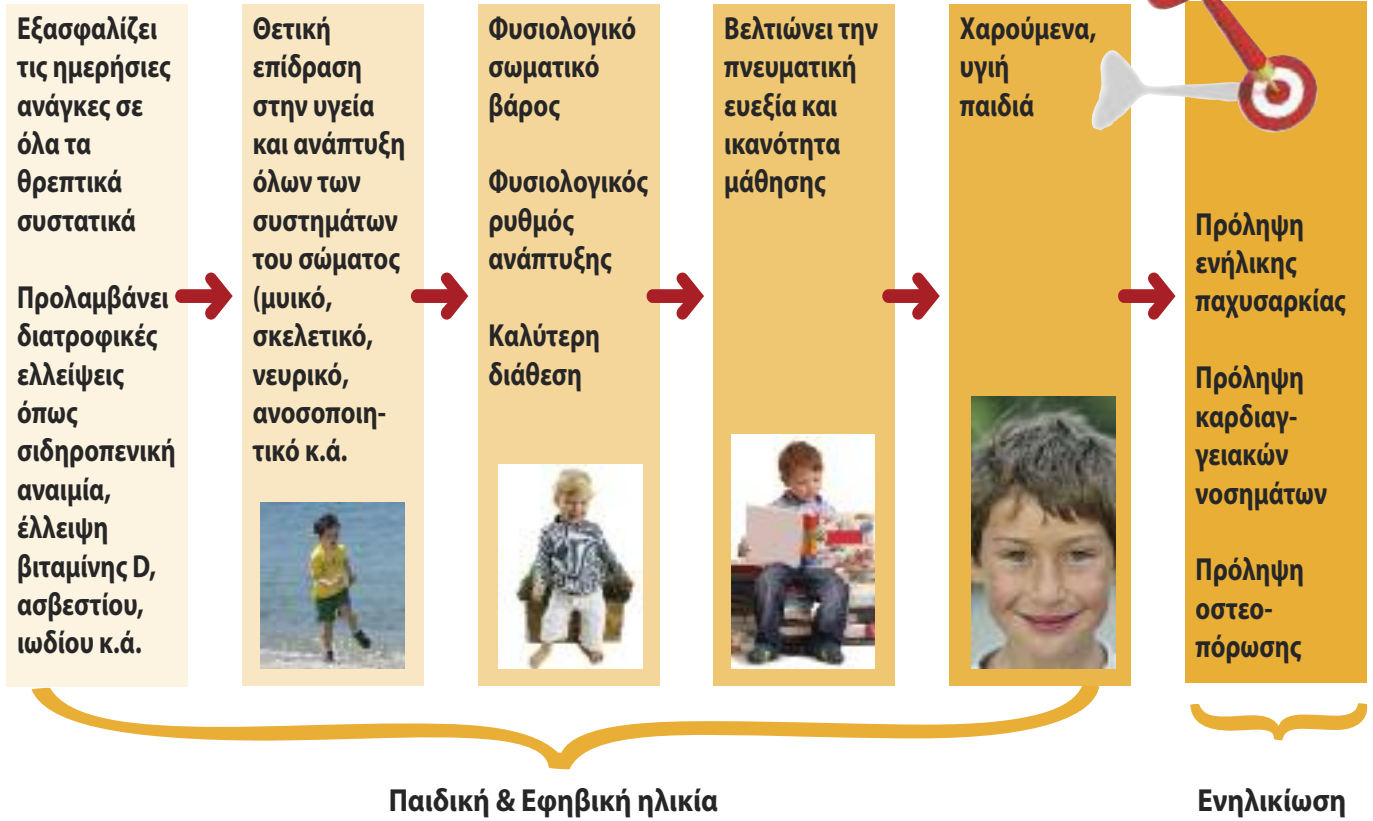 Εξασφαλίζει
τις ημερήσιες
ανάγκες σε
όλα τα
θρεπτικά
συστατικά
Προλαμβάνει
διατροφικές
ελλείψεις
όπως
σιδηροπενική
αναιμία,
έλλειψη
βιταμίνης D,
ασβεστίου,
ιωδίου κ.ά.
Θετική
επίδραση
στην υγεία
και ανάπτυξη
όλων των
συστημάτων
του σώματος
(μυικό,
σκελετικό,
νευρικό,
ανοσοποιη-
τικό κ.ά.
Φυσιολογικό
σωματικό
βάρος
Φυσιολογικός
ρυθμός
ανάπτυξης
Καλύτερη
διάθεση
Βελτιώνει την
πνευματική
ευεξία και
ικανότητα
μάθησης
Χαρούμενα,
υγιή
παιδιά
Πρόληψη
ενήλικης
παχυσαρκίας
Πρόληψη
καρδιαγ-
γειακών
νοσημάτων
Πρόληψη
οστεο-
πόρωσης
Παιδική & Εφηβική ηλικία
Ενηλικίωση